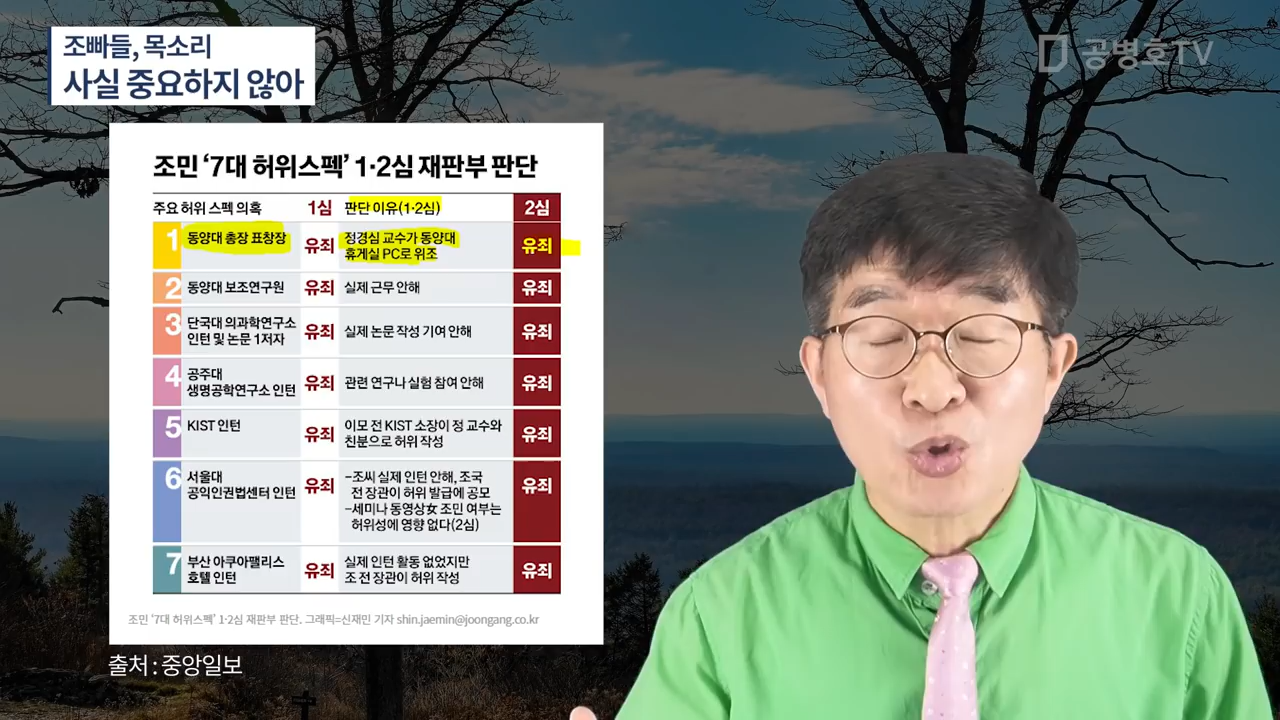 조빠들, 목소리
사실 중요하지 않아
공병호TV
조민 ‘7대 허위스펙’ 1·2심 재판부 판단
주요 허위 스펙 의혹 1심 판단 이유(1·2심) 2심
1 동양대 총장 표창장 유죄 정경심 교수가 동양대
휴게실 PC로 위조 유죄
2 동양대 보조연구원 유죄 실제 근무 안해 유죄
3 단국대 의과학연구소
인턴 및 논문 1저자 유죄 실제 논문 작성 기여 안해 유죄
4 공주대
생명공학연구소 인턴 유죄 관련 연구나 실험 참여 안해 유죄
5 KIST 인턴 유죄 이모 전 KIST 소장이 정 교수와
친분으로 허위 작성 유죄
6 서울대
공익인권법센터 인턴 유죄 -조씨 실제 인턴 안해, 조국
전 장관이 허위 발급에 공모
-세미나 동영상女 조민 여부는
허위성에 영향 없다(2심) 유죄
7 부산 아쿠아팰리스
호텔 인턴 유죄 실제 인턴 활동 없었지만
조 전 장관이 허위 작성 유죄
조민 ‘7대 허위스펙’ 1·2심 재판부 판단. 그래픽=신재민 기자 shin.jaemin@joongang.co.kr
출처 : 중앙일보